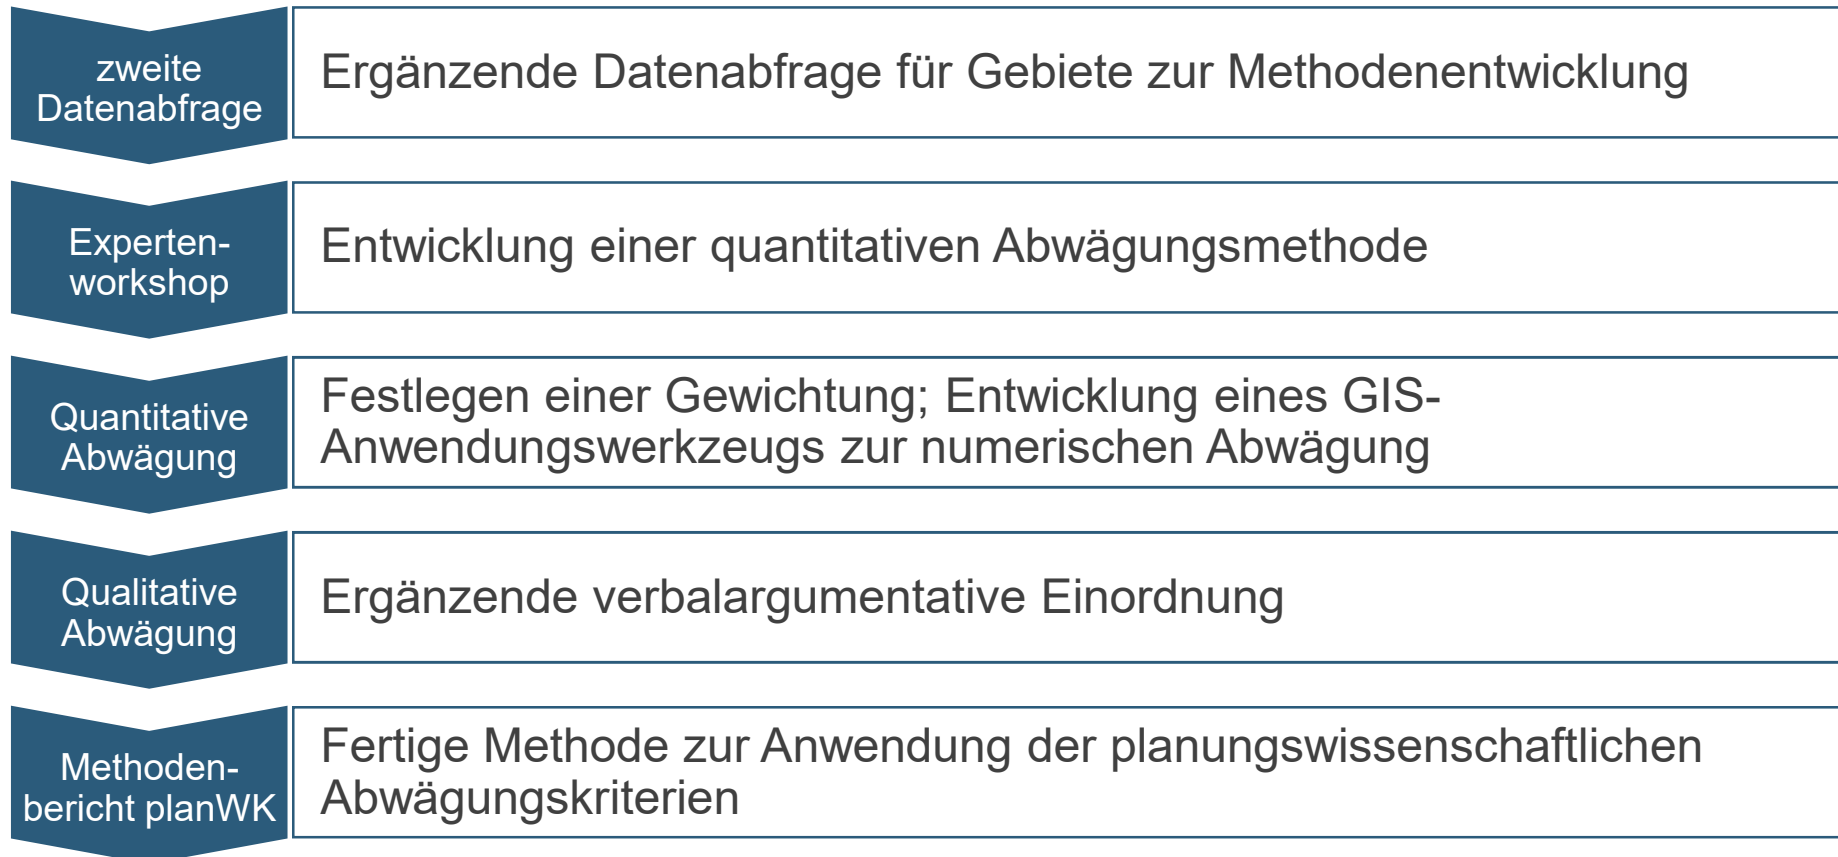 zweite
Datenabfrage
Ergänzende Datenabfrage für Gebiete zur Methodenentwicklung
Experten-
workshop
Entwicklung einer quantitativen Abwägungsmethode
Quantitative
Abwägung
Festlegen einer Gewichtung; Entwicklung eines GIS-
Anwendungswerkzeugs zur numerischen Abwägung
Qualitative
Abwägung
Ergänzende verbalargumentative Einordnung
Methoden-
bericht planWK
Fertige Methode zur Anwendung der planungswissenschaftlichen
Abwägungskriterien